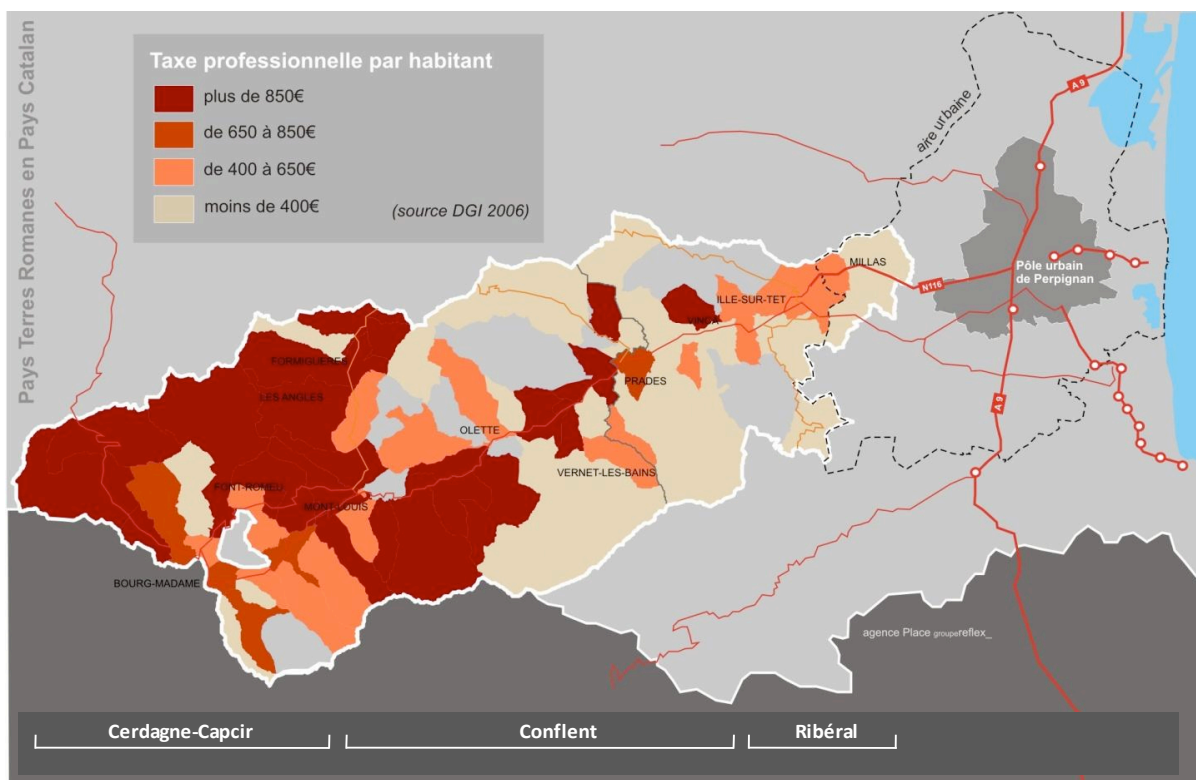 Pays Terres Romanes en Pays Catalan
Taxe professionnelle par habitant
plus de 850€
de 650 à 850€
de 400 à 650€
moins de 400€
(source DGI 2006)
aire urbaine
A 9
MILLAS
N116
Pôle urbain
de Perpignan
ILLE-SUR-TET
VINCA
FORMIGUERES
PRADES
LES ANGLES
A 9
OLETTE
VERNET-LES-BAINS
FONT-ROMEU
MONT-LOUIS
BOURG-MADAME
agence Place groupereflex_
Cerdagne-Capcir
Conflent
Ribéral